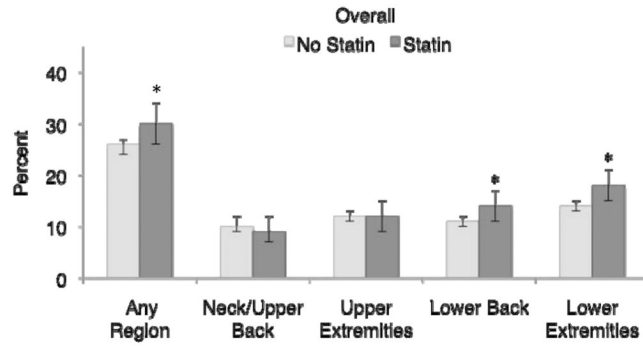 Overall
No Statin Statin
40
30
20
10
0
Percent
*
*
*
Any
Region
Neck/Upper
Back
Upper
Extremities
Lower Back
Lower
Extremities